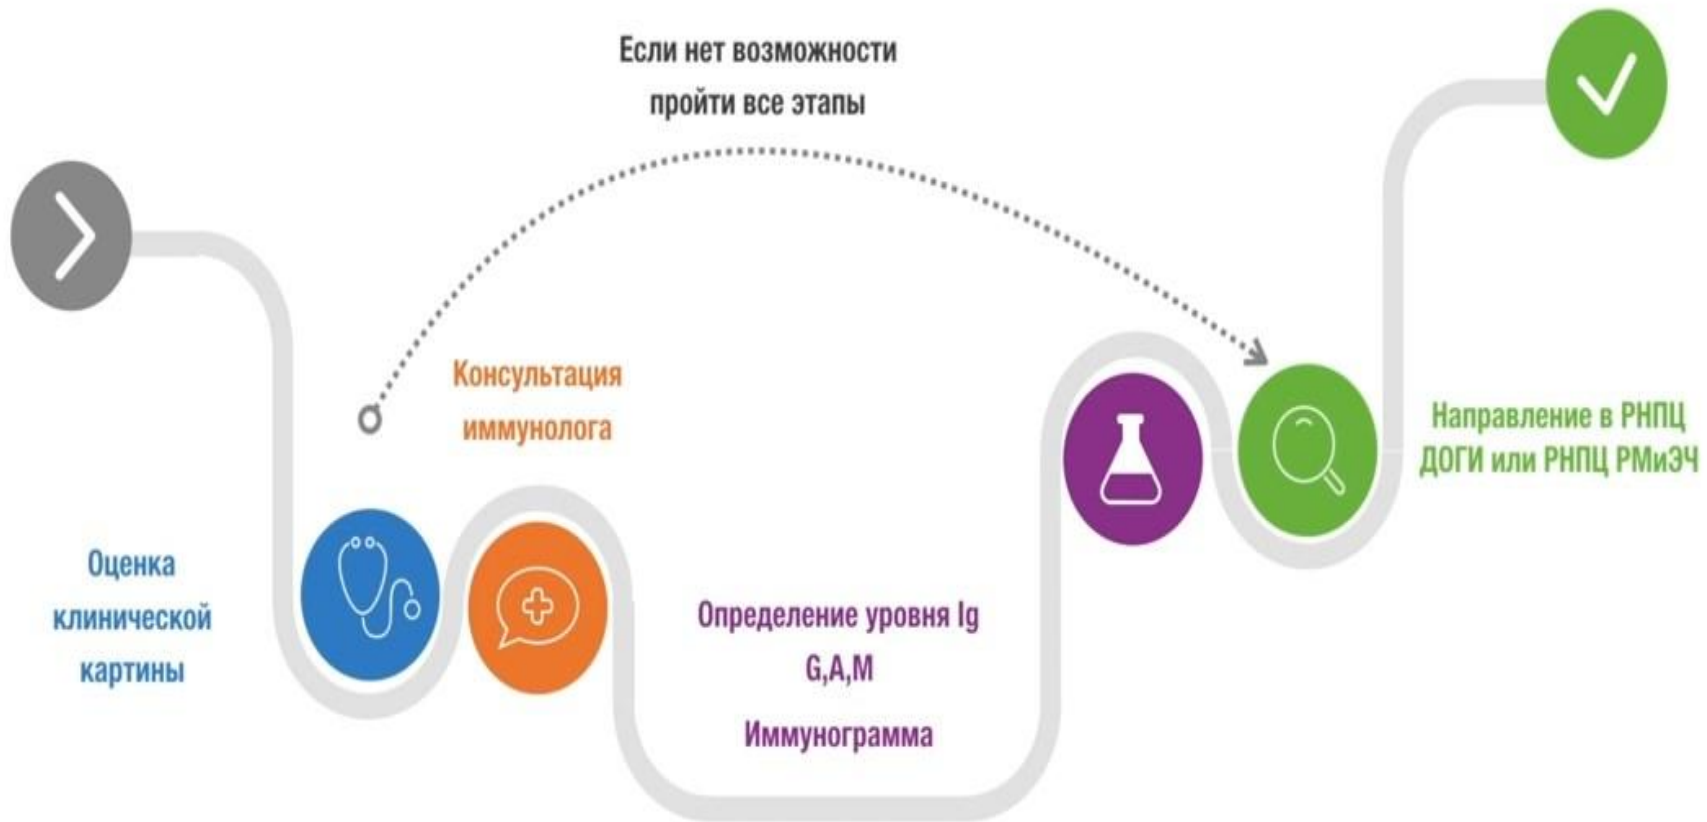 Если нет возможности
пройти все этапы
Консультация
иммунолога
Оценка
клинической
картины
Определение уровня Ig
G,A,M
Иммунограмма
Направление в РНПЦ
ДОГИ или РНПЦ РМиЭЧ